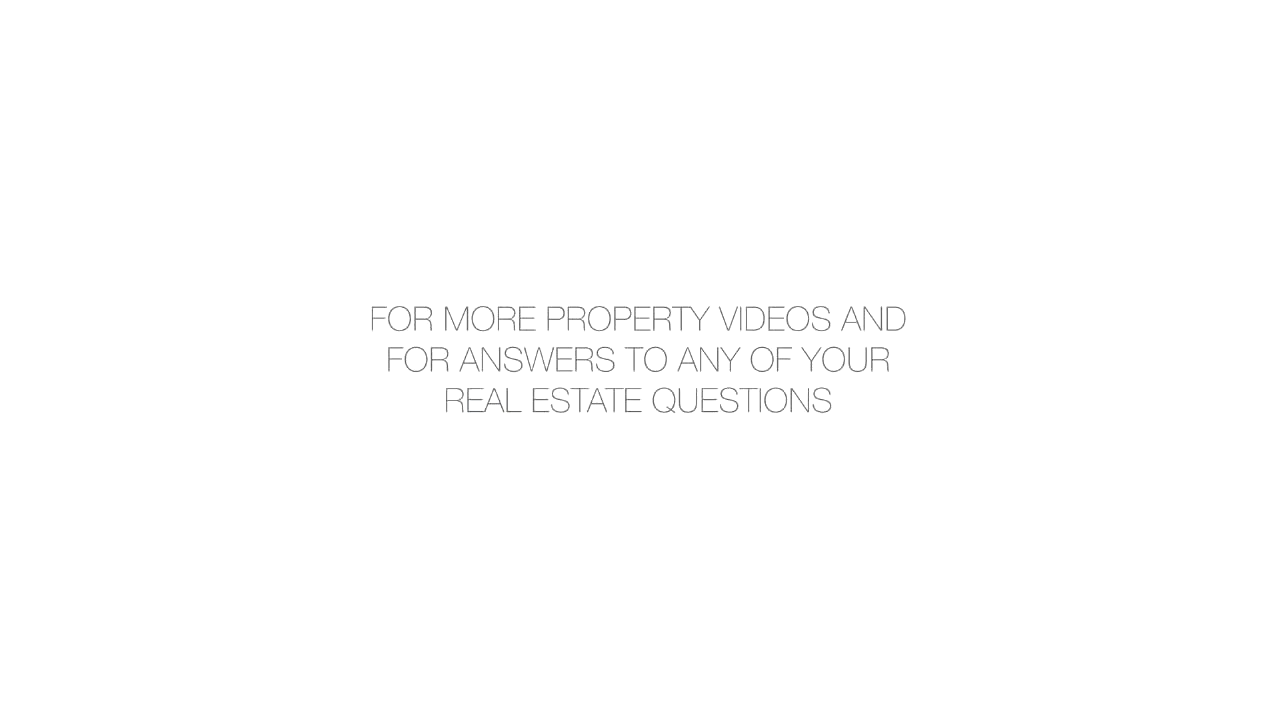 FOR MORE PROPERTY VIDEOS AND
FOR ANSWERS TO ANY OF YOUR
REAL ESTATE QUESTIONS